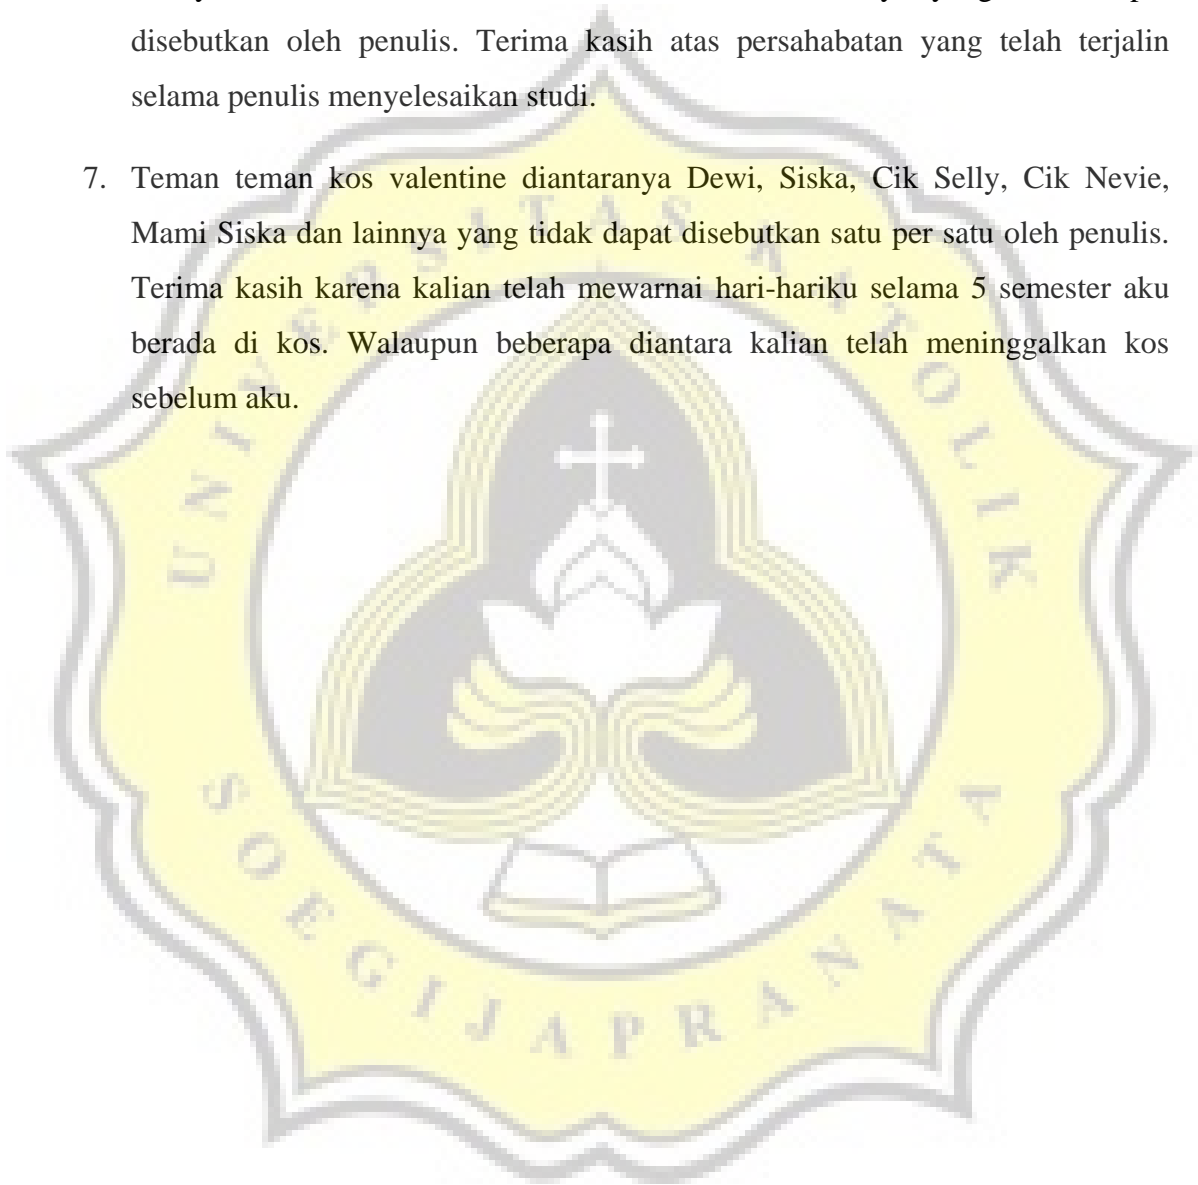 disebutkan oleh penulis. Terima kasih atas persahabatan yang telah terjalin
selama penulis menyelesaikan studi.
7. Teman teman kos valentine diantaranya Dewi, Siska, Cik Selly, Cik Nevie,
Mami Siska dan lainnya yang tidak dapat disebutkan satu per satu oleh penulis.
Terima kasih karena kalian telah mewarnai hari-hariku selama 5 semester aku
berada di kos. Walaupun beberapa diantara kalian telah meninggalkan kos
sebelum aku.
UNIVERSITAS KATOLIK
SOEGIJAPRANATA